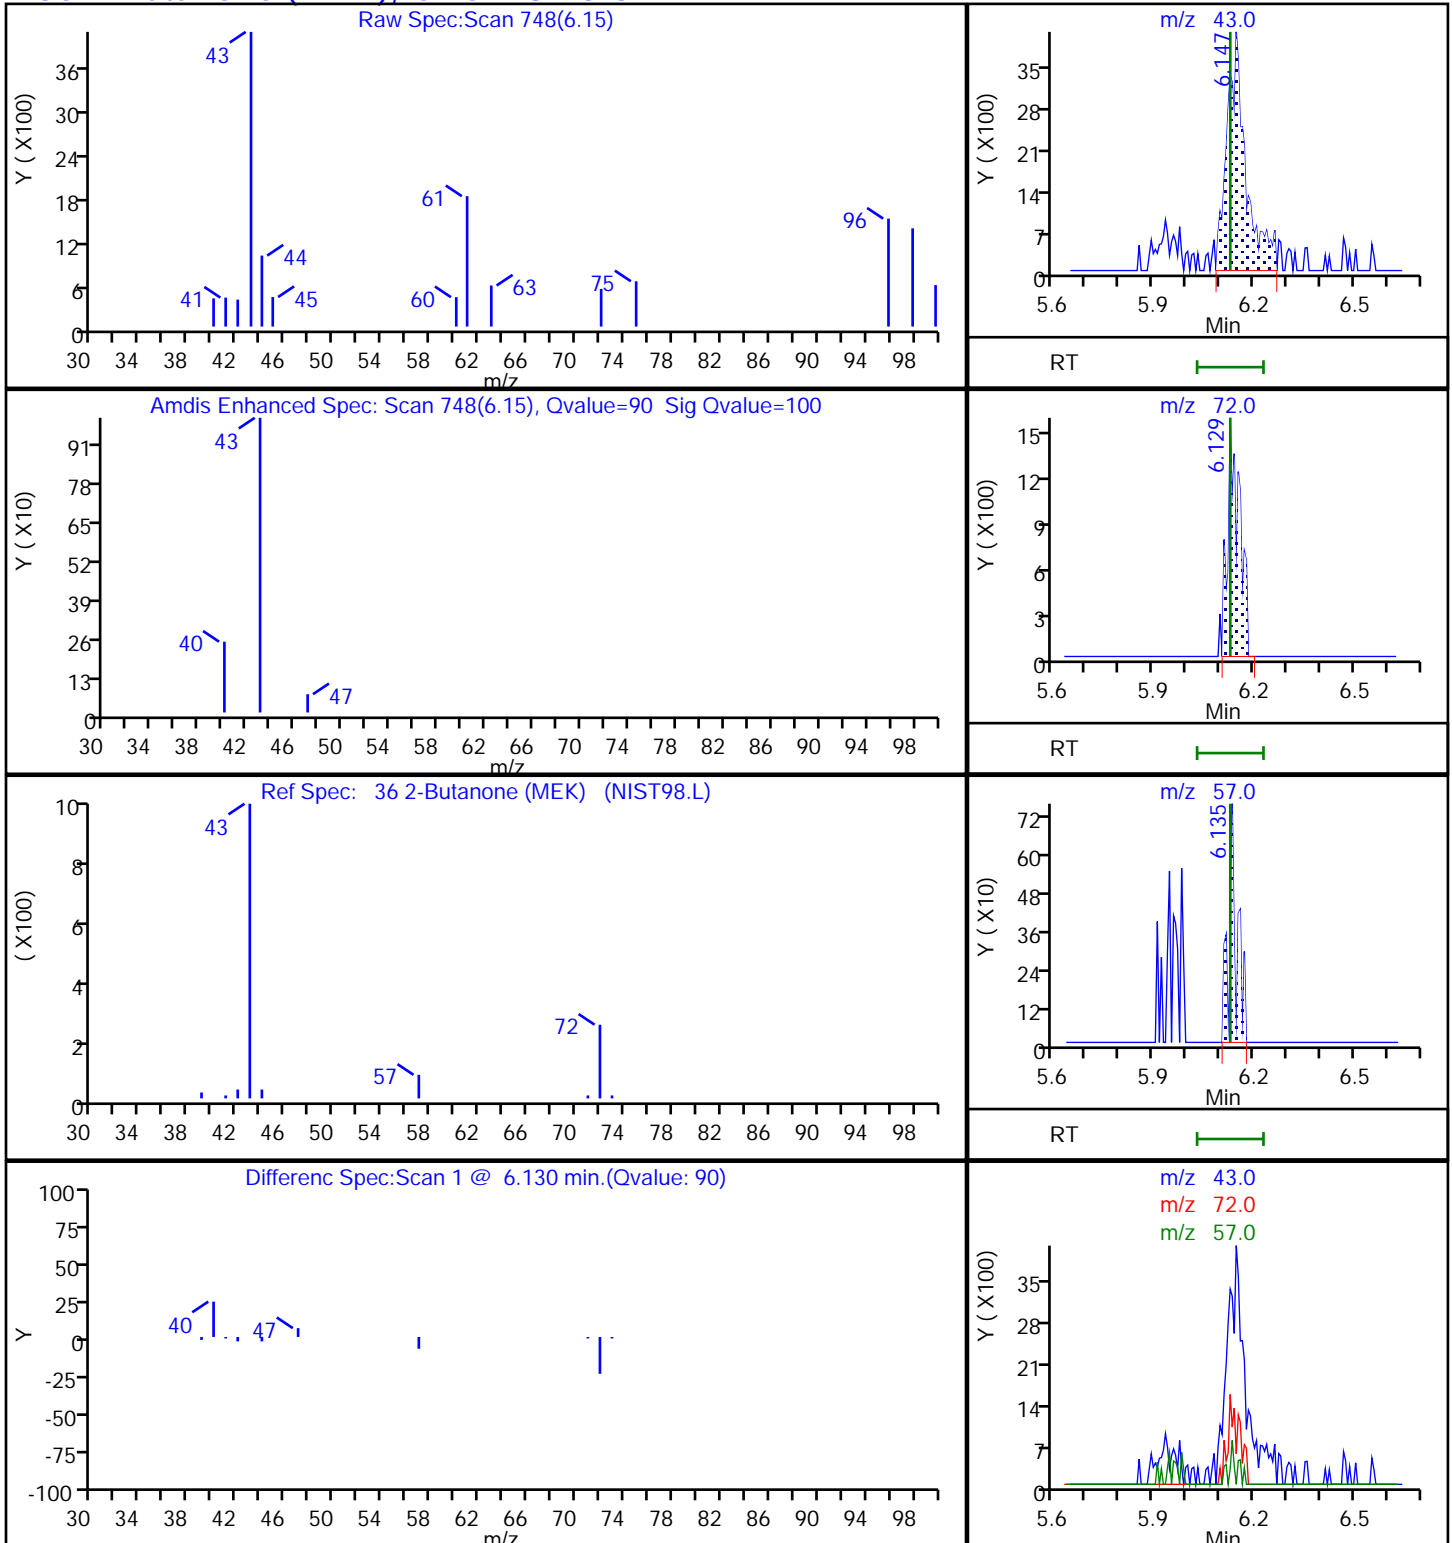 Raw Spec:Scan 748(6.15)
Y ( X100)
36
30
24
18
12
6
0
43
41
44
45
60
61
63
75
96
30 34 38 42 46 50 54 58 62 66 70 74 78 82 86 90 94 98
m/z
m/z 43.0
Y ( X100)
35
28
21
14
7
0
6.147
5.6 5.9 6.2 6.5
Min
RT
Amdis Enhanced Spec: Scan 748(6.15), Qvalue=90 Sig Qvalue=100
Y ( X10)
91
78
65
52
39
26
13
0
43
40
47
30 34 38 42 46 50 54 58 62 66 70 74 78 82 86 90 94 98
m/z
m/z 72.0
Y ( X100)
15
12
9
6
3
0
6.129
5.6 5.9 6.2 6.5
Min
RT
Ref Spec: 36 2-Butanone (MEK) (NIST98.L)
( X100)
10
8
6
4
2
0
43
57
72
30 34 38 42 46 50 54 58 62 66 70 74 78 82 86 90 94 98
m/z 57.0
Y ( X10)
72
60
48
36
24
12
0
6.135
5.6 5.9 6.2 6.5
Min
RT
Differenc Spec:Scan 1 @ 6.130 min.(Qvalue: 90)
Y
100
75
50
25
0
-25
-50
-75
-100
40
47
30 34 38 42 46 50 54 58 62 66 70 74 78 82 86 90 94 98
m/z
m/z 43.0
m/z 72.0
m/z 57.0
Y ( X100)
35
28
21
14
7
0
5.6 5.9 6.2 6.5
Min